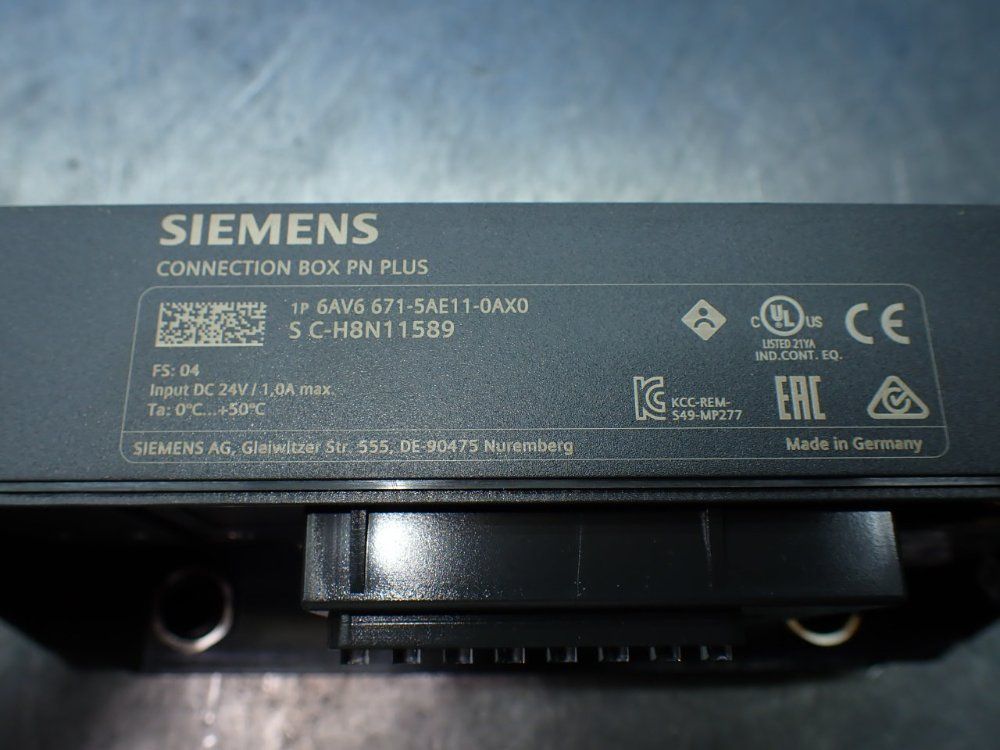 SIEMENS
CONNECTION BOX PN PLUS
1P 6AV6 671-5AE11-0AX0
S C-H8N11589
C UL US
LISTED 21YA
IND.CONT. EQ.
CE
FS: 04
Input DC 24V / 1,0A max.
Ta: 0°C...+50°C
KC
KCC-REM-
S49-MP277
EAC
SIEMENS AG, Gleiwitzer Str. 555, DE-90475 Nuremberg
Made in Germany